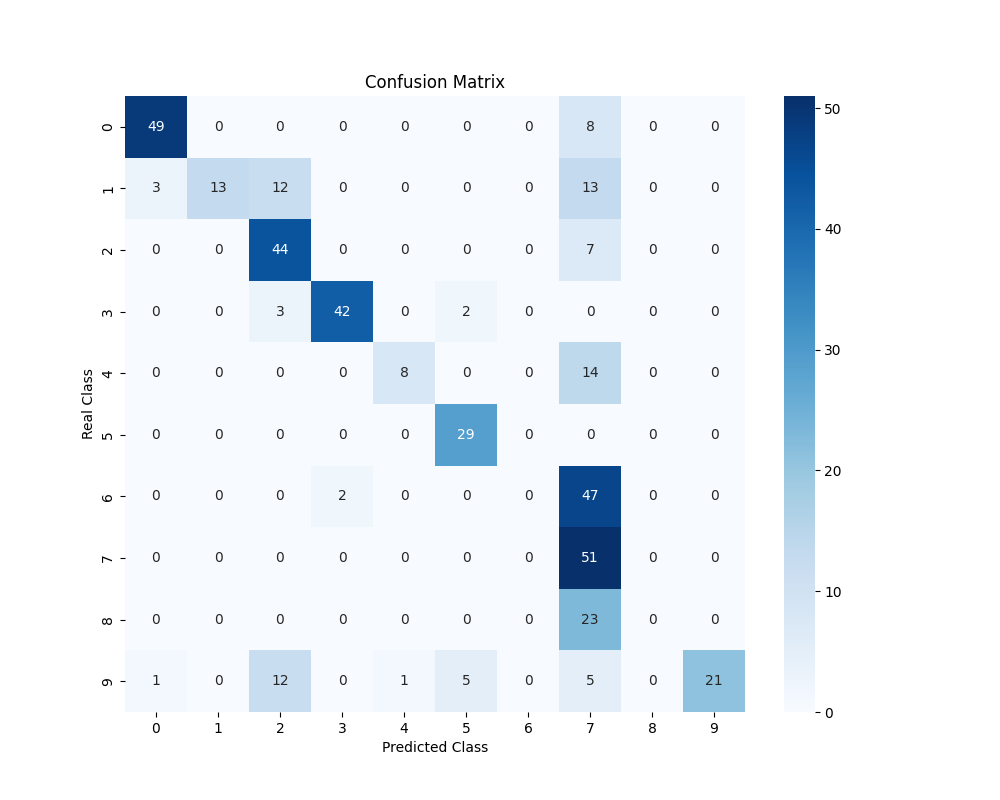 Confusion Matrix
0 49 0 0 0 0 0 0 8 0 0
1 3 13 12 0 0 0 0 13 0 0
2 0 0 44 0 0 0 0 7 0 0
3 0 0 3 42 0 2 0 0 0 0
4 0 0 0 0 8 0 0 14 0 0
5 0 0 0 0 0 29 0 0 0 0
6 0 0 0 2 0 0 0 47 0 0
7 0 0 0 0 0 0 0 51 0 0
8 0 0 0 0 0 0 0 23 0 0
9 1 0 12 0 1 5 0 5 0 21
0 1 2 3 4 5 6 7 8 9
Real Class
Predicted Class
50
40
30
20
10
0